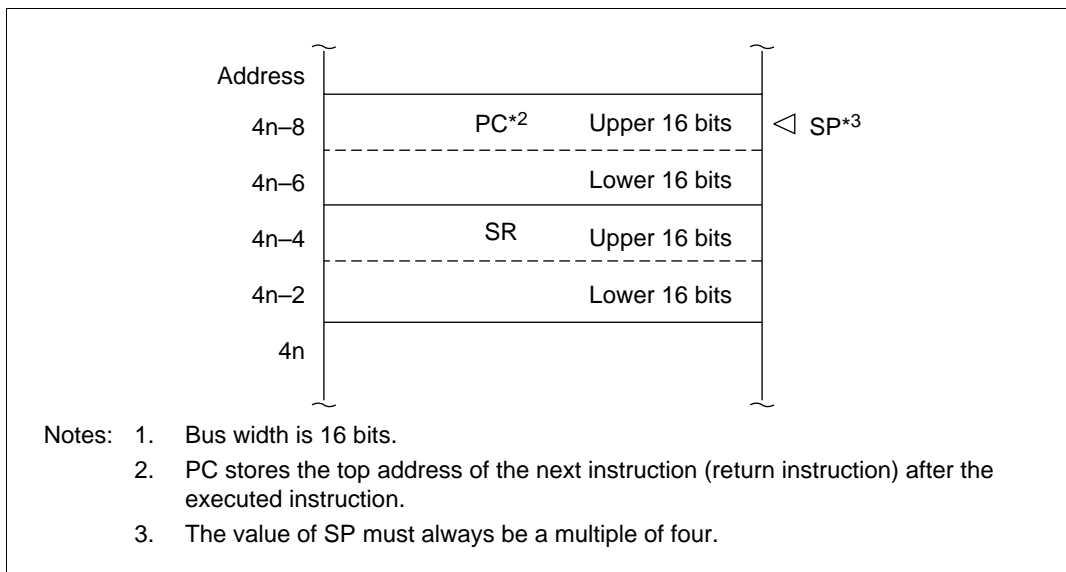 Address
4n–8 PC*2 Upper 16 bits SP*3
4n–6 Lower 16 bits
4n–4 SR Upper 16 bits
4n–2 Lower 16 bits
4n
Notes: 1. Bus width is 16 bits.
2. PC stores the top address of the next instruction (return instruction) after the
executed instruction.
3. The value of SP must always be a multiple of four.